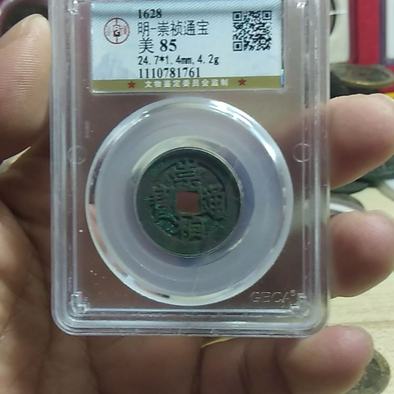 1628
明-崇祯通宝
美 85
24.7*1.4mm, 4.2g
1110781761
★ 文物鉴定委员会监制 ★
崇
通
禎
GECA